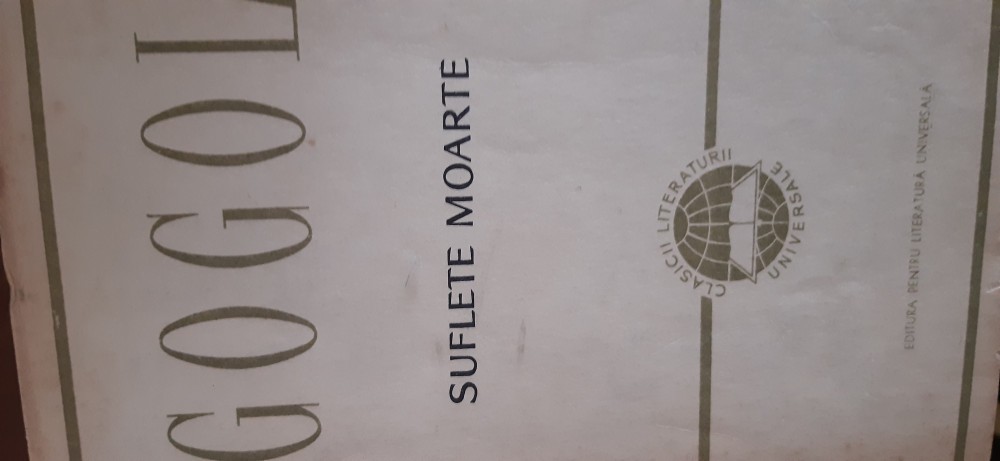 GOGOL
SUFLETE MOARTE
CLASICII LITERATURII
UNIVERSALE
EDITURA PENTRU LITERATURĂ UNIVERSALĂ